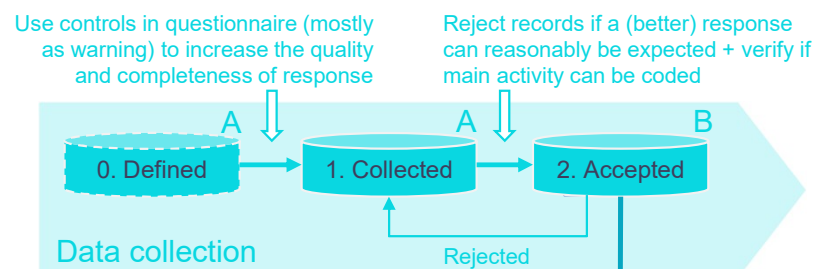 Use controls in questionnaire (mostly
as warning) to increase the quality
and completeness of response
Reject records if a (better) response
can reasonably be expected + verify if
main activity can be coded
A
A
B
0. Defined
1. Collected
2. Accepted
Rejected
Data collection